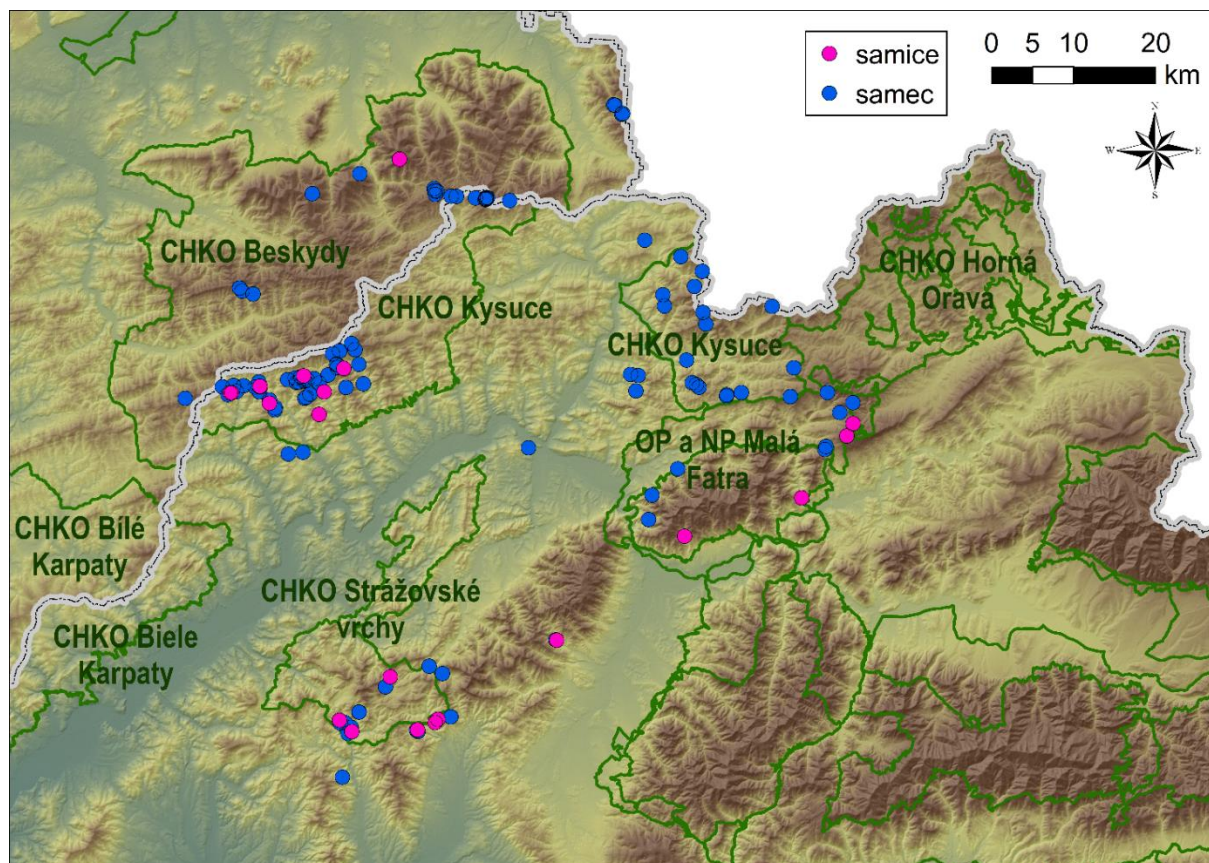 samice
samec
0 5 10 20
km
N
W E
S
CHKO Beskydy
CHKO Kysuce
CHKO Horná
Orava
CHKO Kysuce
OP a NP Malá
Fatra
CHKO Bílé
Karpaty
CHKO Strážovské
vrchy
CHKO Biele
Karpaty